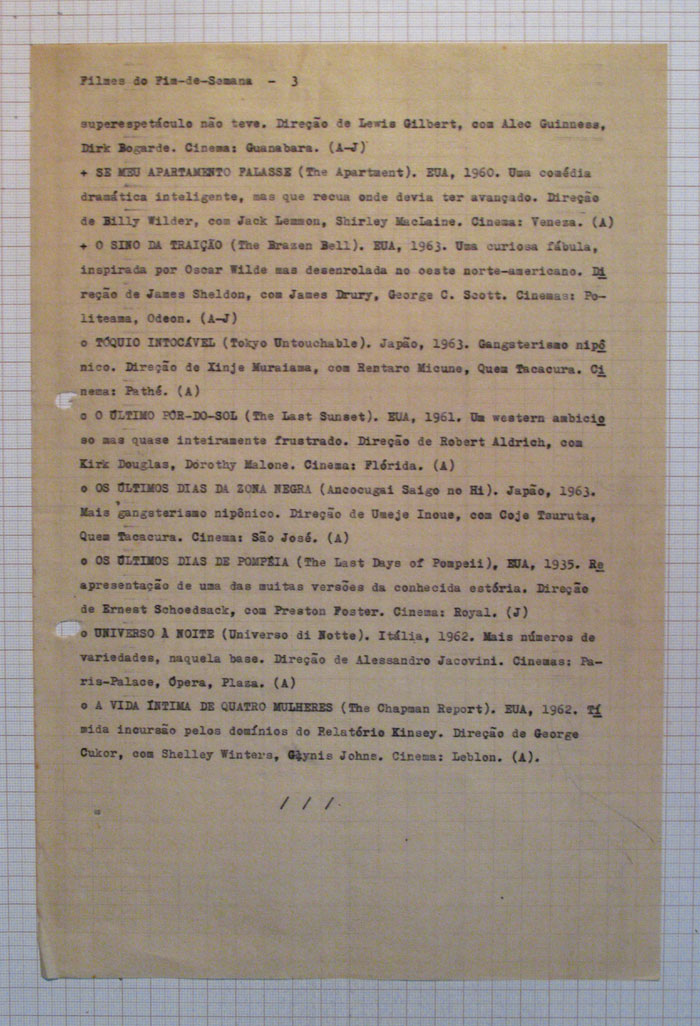 Filmes do Fim-de-Semana - 3
superespetáculo não teve. Direção de Lewis Gilbert, com Alec Guinness,
Dirk Bogarde. Cinema: Guanabara. (A-J)
+ SE MEU APARTAMENTO FALASSE (The Apartment). EUA, 1960. Uma comédia
dramática inteligente, mas que recua onde devia ter avançado. Direção
de Billy Wilder, com Jack Lemmon, Shirley MacLaine. Cinema: Veneza. (A)
+ O SINO DA TRAIÇÃO (The Brazen Bell). EUA, 1963. Uma curiosa fábula,
inspirada por Oscar Wilde mas desenrolada no oeste norte-americano. Di
reção de James Sheldon, com James Drury, George C. Scott. Cinemas: Po-
liteama, Odeon. (A-J)
o TÓQUIO INTOCÁVEL (Tokyo Untouchable). Japão, 1963. Gangsterismo nipô
nico. Direção de Xinje Muraiama, com Rentaro Micune, Quem Tacacura. Ci
nema: Pathé. (A)
o O ÚLTIMO PÔR-DO-SOL (The Last Sunset). EUA, 1961. Um western ambicio
so mas quase inteiramente frustrado. Direção de Robert Aldrich, com
Kirk Douglas, Dorothy Malone. Cinema: Flórida. (A)
o OS ÚLTIMOS DIAS DA ZONA NEGRA (Ancocugai Saigo no Hi). Japão, 1963.
Mais gangsterismo nipônico. Direção de Umeje Inoue, com Coje Tsuruta,
Quem Tacacura. Cinema: São José. (A)
o OS ÚLTIMOS DIAS DE POMPÉIA (The Last Days of Pompeii), EUA, 1935. Re
apresentação de uma das muitas versões da conhecida estória. Direção
de Ernest Schoedsack, com Preston Foster. Cinema: Royal. (J)
o UNIVERSO À NOITE (Universo di Notte). Itália, 1962. Mais números de
variedades, naquela base. Direção de Alessandro Jacovini. Cinemas: Pa-
ris-Palace, Ópera, Plaza. (A)
o A VIDA ÍNTIMA DE QUATRO MULHERES (The Chapman Report). EUA, 1962. Tí
mida incursão pelos domínios do Relatório Kinsey. Direção de George
Cukor, com Shelley Winters, Glynis Johns. Cinema: Leblon. (A).
/ / /